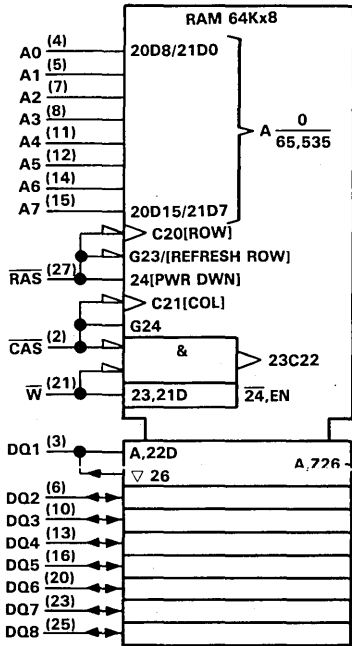 RAM 64Kx8
A0 (4) 20D8/21D0
A1 (5)
A2 (7)
A3 (8)
A4 (11)
A5 (12)
A6 (14)
A7 (15) 20D15/21D7
A 0
65,535
C20[ROW]
G23/[REFRESH ROW]
RAS (27) 24[PWR DWN]
C21[COL]
G24
CAS (2) & 23C22
W (21) 23,21D 24,EN
DQ1 (3) A,22D
▽ 26 A,Z26
DQ2 (6)
DQ3 (10)
DQ4 (13)
DQ5 (16)
DQ6 (20)
DQ7 (23)
DQ8 (25)